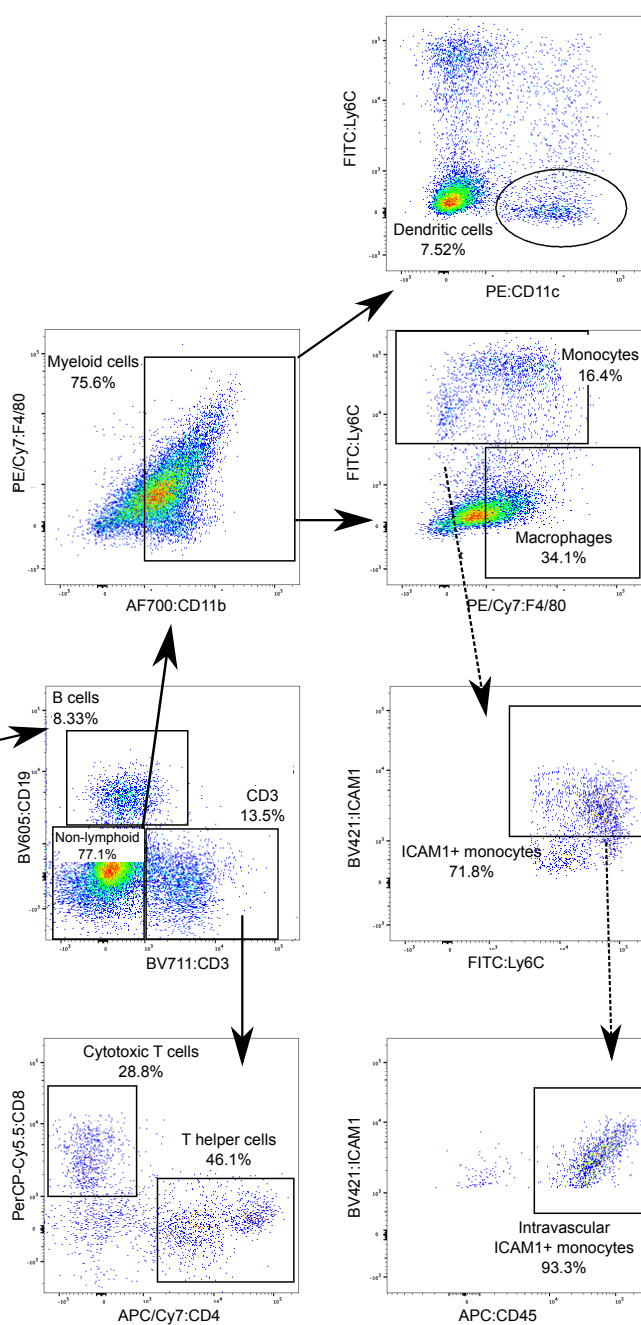 FITC:Ly6C
Dendritic cells
7.52%
PE:CD11c
PE/Cy7:F4/80
Myeloid cells
75.6%
AF700:CD11b
FITC:Ly6C
Monocytes
16.4%
Macrophages
34.1%
PE/Cy7:F4/80
BV605:CD19
B cells
8.33%
CD3
13.5%
Non-lymphoid
77.1%
BV711:CD3
BV421:ICAM1
ICAM1+ monocytes
71.8%
FITC:Ly6C
PerCP-Cy5.5:CD8
Cytotoxic T cells
28.8%
T helper cells
46.1%
APC/Cy7:CD4
BV421:ICAM1
Intravascular
ICAM1+ monocytes
93.3%
APC:CD45